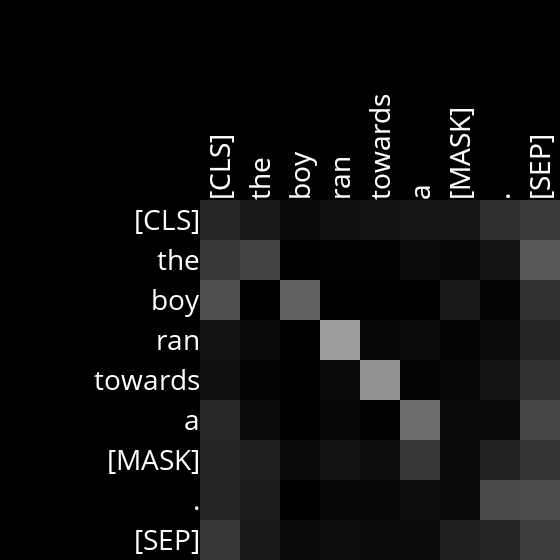 [CLS] the boy ran towards a [MASK] . [SEP]
[CLS]
the
boy
ran
towards
a
[MASK]
.
[SEP]